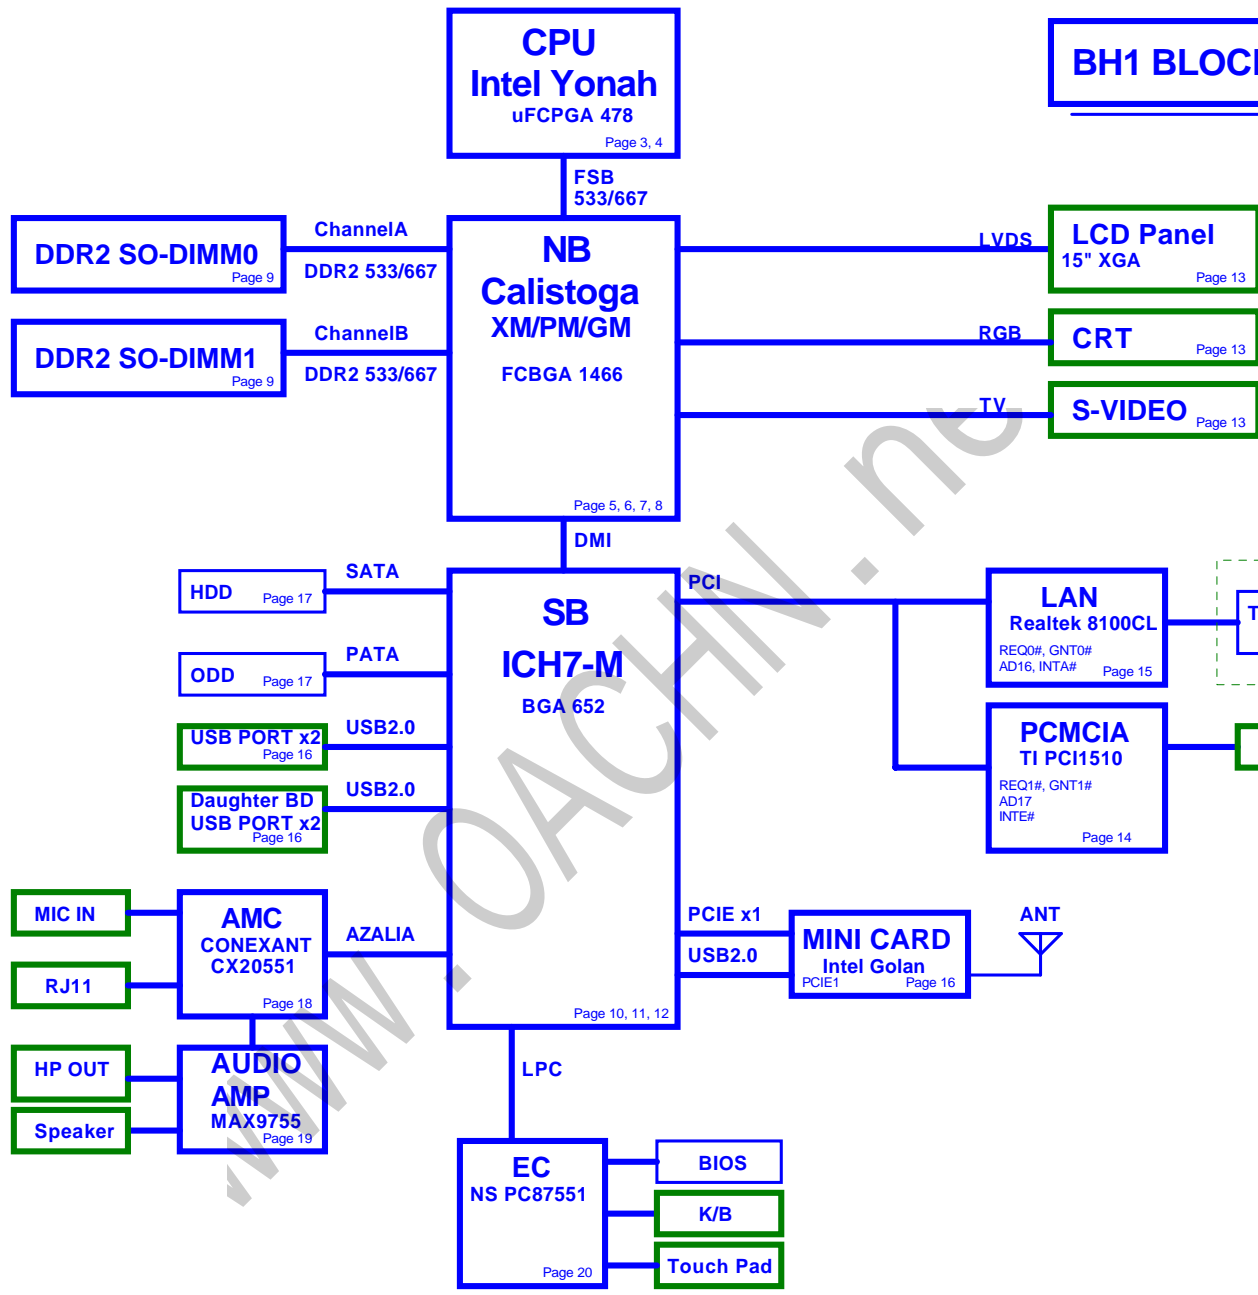 CPU
Intel Yonah
uFCPGA 478
Page 3, 4
BH1 BLOC
FSB
533/667
DDR2 SO-DIMM0
Page 9
ChannelA
DDR2 533/667
NB
Calistoga
XM/PM/GM
FCBGA 1466
Page 5, 6, 7, 8
LVDS
LCD Panel
15" XGA
Page 13
DDR2 SO-DIMM1
Page 9
ChannelB
DDR2 533/667
RGB
CRT
Page 13
TV
S-VIDEO
Page 13
DMI
HDD
Page 17
SATA
SB
ICH7-M
BGA 652
Page 10, 11, 12
PCI
LAN
Realtek 8100CL
REQ0#, GNT0#
AD16, INTA#
Page 15
T
ODD
Page 17
PATA
USB PORT x2
Page 16
USB2.0
Daughter BD
USB PORT x2
Page 16
USB2.0
PCMCIA
TI PCI1510
REQ1#, GNT1#
AD17
INTE#
Page 14
MIC IN
RJ11
AMC
CONEXANT
CX20551
Page 18
AZALIA
PCIE x1
USB2.0
MINI CARD
Intel Golan
PCIE1
Page 16
ANT
HP OUT
Speaker
AUDIO
AMP
MAX9755
Page 19
LPC
EC
NS PC87551
Page 20
BIOS
K/B
Touch Pad
www.OACHN.ne